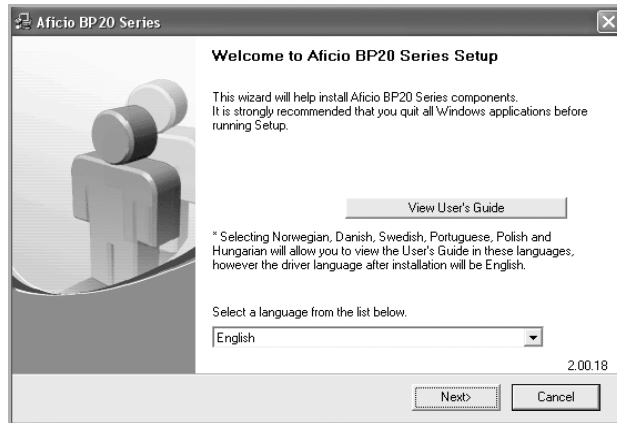 Aficio BP20 Series
Welcome to Aficio BP20 Series Setup
This wizard will help install Aficio BP20 Series components.
It is strongly recommended that you quit all Windows applications before
running Setup.
View User's Guide
* Selecting Norwegian, Danish, Swedish, Portuguese, Polish and
Hungarian will allow you to view the User's Guide in these languages,
however the driver language after installation will be English.
Select a language from the list below.
English
2.00.18
Next>
Cancel